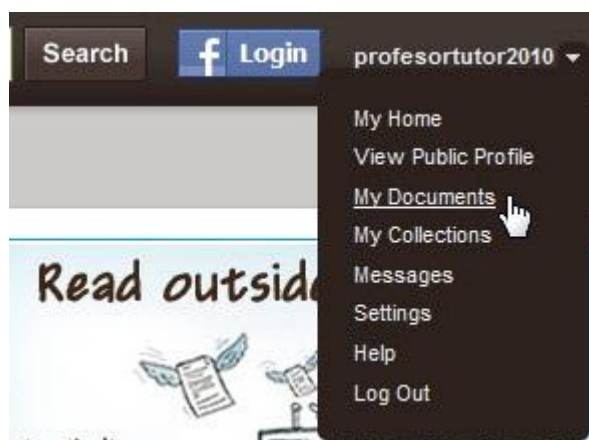 Search
f Login
profesortutor2010
My Home
View Public Profile
My Documents
My Collections
Messages
Settings
Help
Log Out
Read outsid